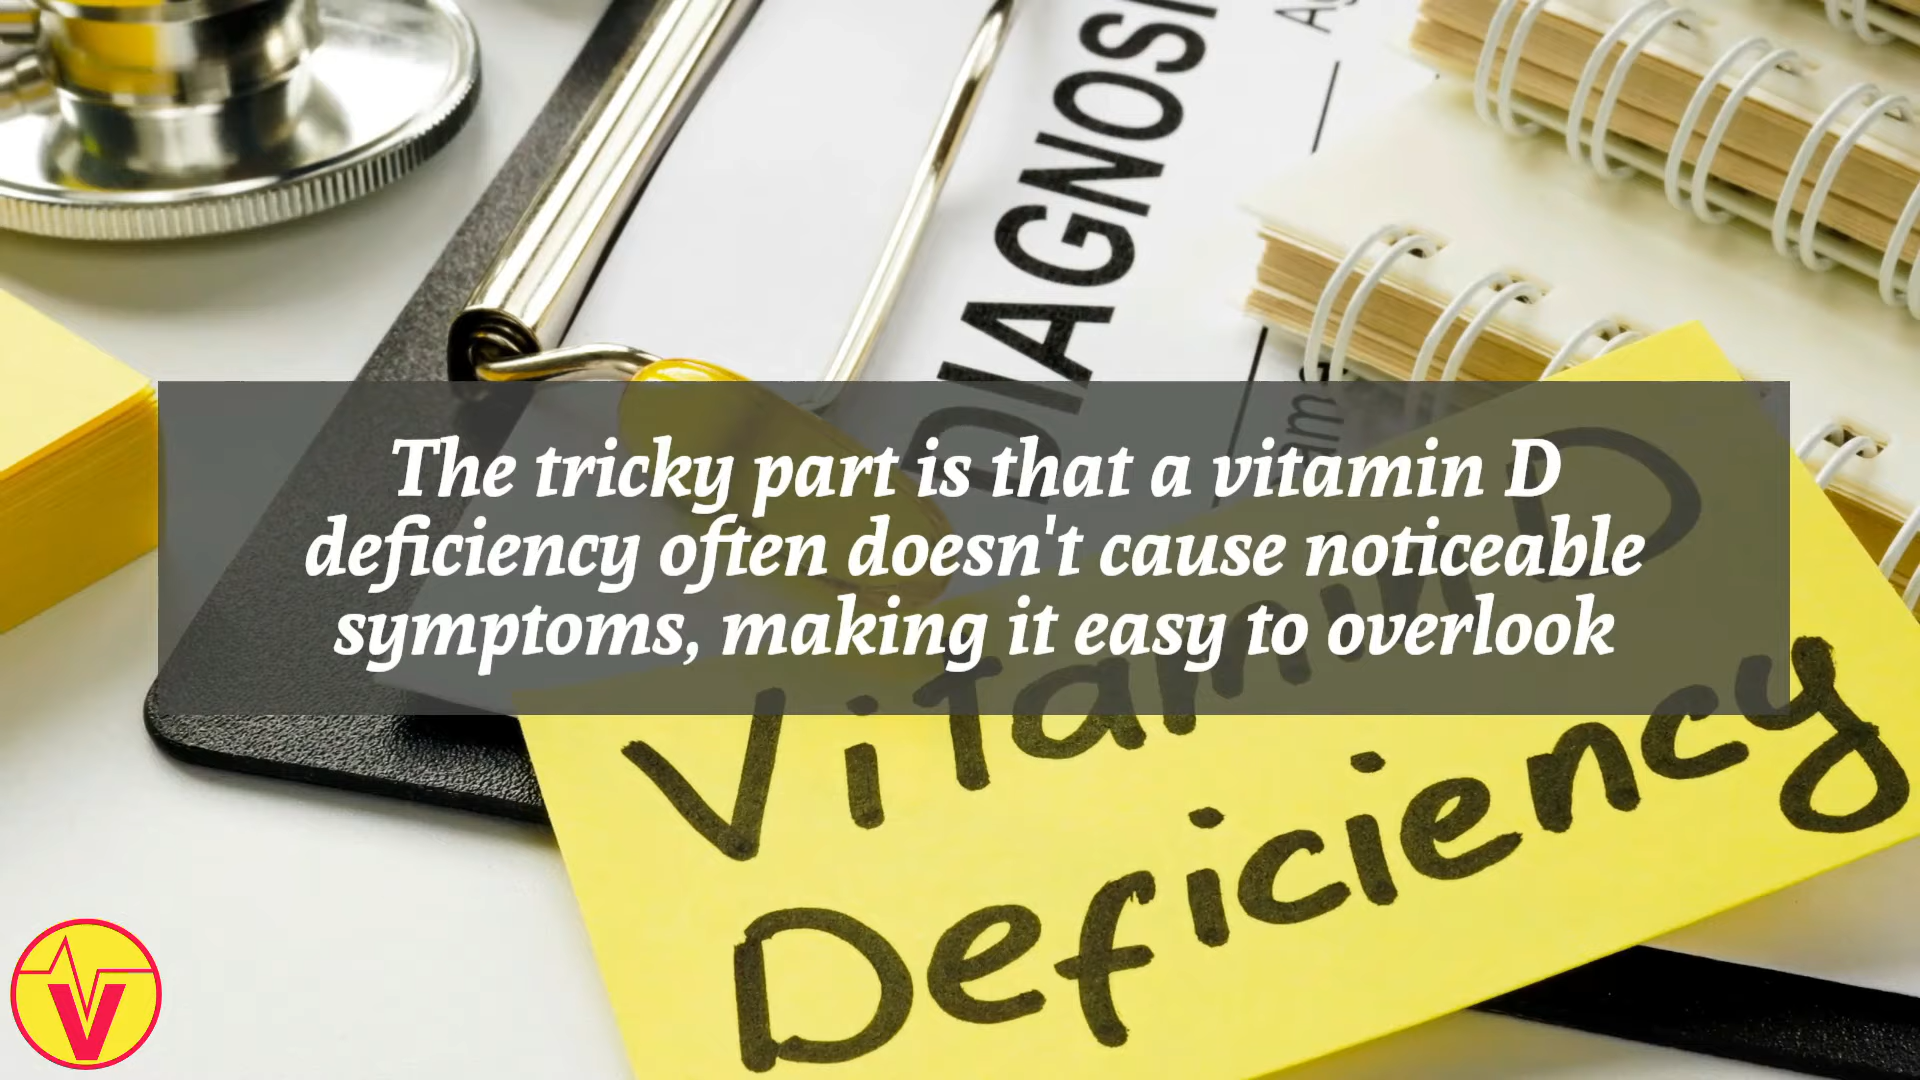 DIAGNOSI
The tricky part is that a vitamin D
deficiency often doesn't cause noticeable
symptoms, making it easy to overlook
Vitamin D
Deficiency
V